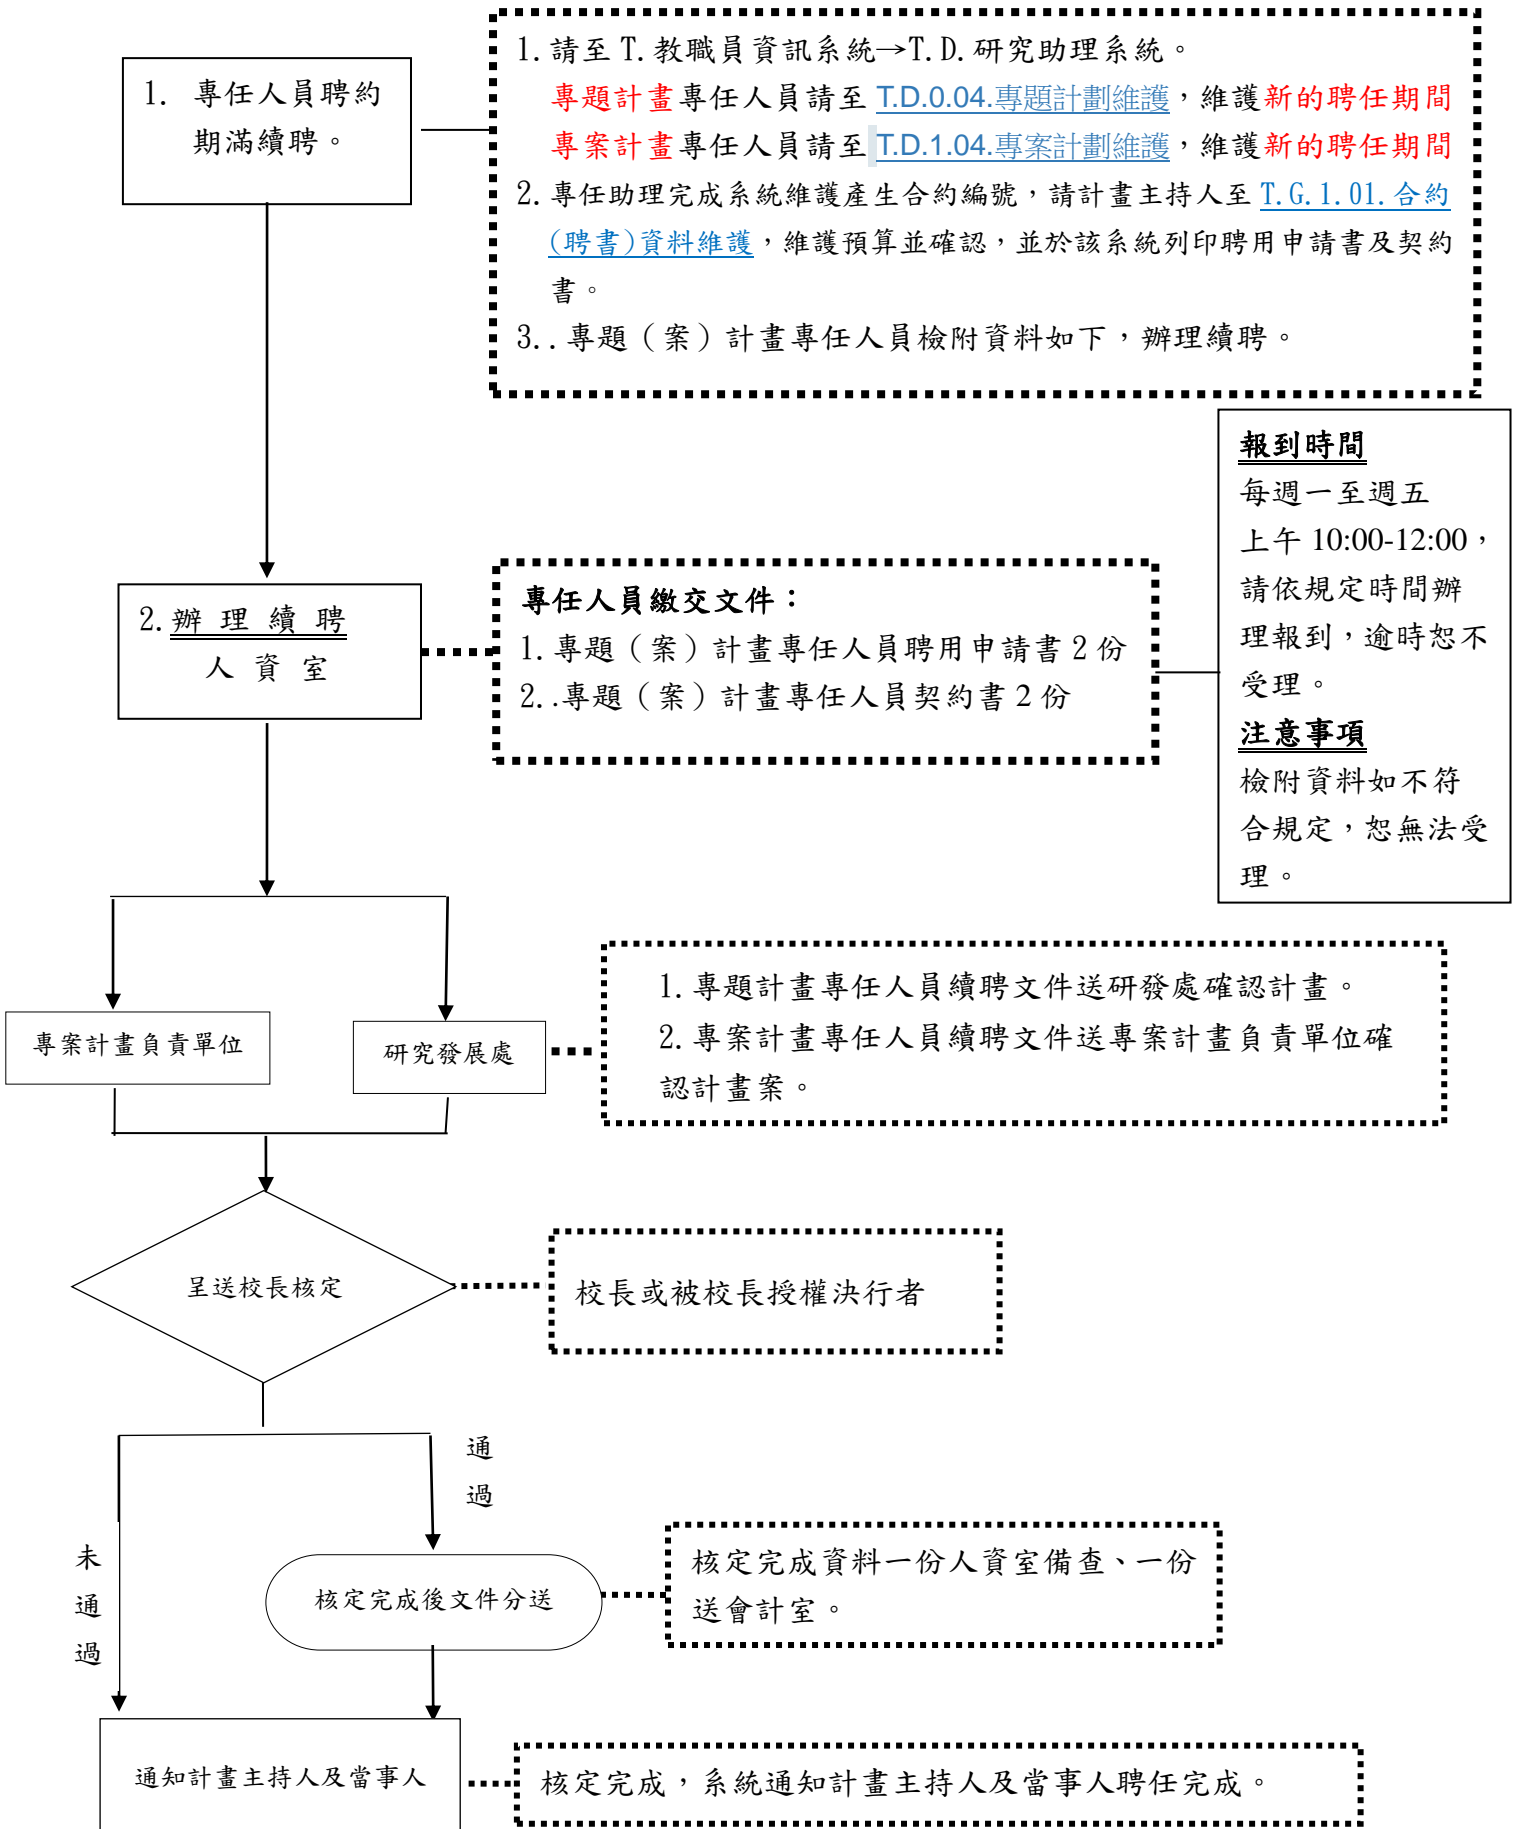 1. 專任人員聘約
期滿續聘。
1.請至 T.教職員資訊系統→T.D.研究助理系統。
專題計畫專任人員請至 T.D.0.04.專題計劃維護，維護新的聘任期間
專案計畫專任人員請至 T.D.1.04.專案計劃維護，維護新的聘任期間
2.專任助理完成系統維護產生合約編號，請計畫主持人至 T.G.1.01.合約
(聘書)資料維護，維護預算並確認，並於該系統列印聘用申請書及契約
書。
3..專題（案）計畫專任人員檢附資料如下，辦理續聘。
報到時間
每週一至週五
上午 10:00-12:00，
請依規定時間辦
理報到，逾時恕不
受理。
注意事項
檢附資料如不符
合規定，恕無法受
理。
2.辦 理 續 聘
人 資 室
專任人員繳交文件：
1.專題（案）計畫專任人員聘用申請書 2 份
2..專題（案）計畫專任人員契約書 2 份
專案計畫負責單位
研究發展處
1.專題計畫專任人員續聘文件送研發處確認計畫。
2.專案計畫專任人員續聘文件送專案計畫負責單位確
認計畫案。
呈送校長核定
校長或被校長授權決行者
通
過
未
通
過
核定完成後文件分送
核定完成資料一份人資室備查、一份
送會計室。
通知計畫主持人及當事人
核定完成，系統通知計畫主持人及當事人聘任完成。